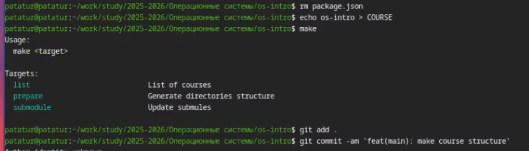 patatur@patatur:~/work/study/2025-2026/Операционные системы/os-intro$ rm package.json
patatur@patatur:~/work/study/2025-2026/Операционные системы/os-intro$ echo os-intro > COURSE
patatur@patatur:~/work/study/2025-2026/Операционные системы/os-intro$ make
Usage:
  make <target>

Targets:
  list                            List of courses
  prepare                         Generate directories structure
  submodule                       Update submules

patatur@patatur:~/work/study/2025-2026/Операционные системы/os-intro$ git add .
patatur@patatur:~/work/study/2025-2026/Операционные системы/os-intro$ git commit -am 'feat(main): make course structure'